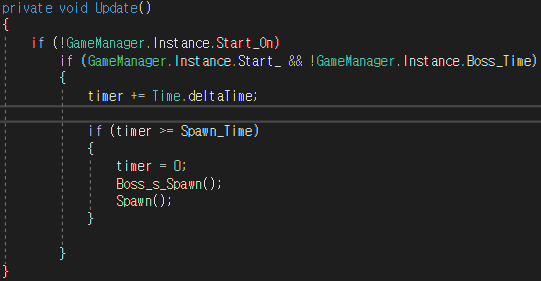 private void Update()
{
if (!GameManager.Instance.Start_On)
if (GameManager.Instance.Start_ && !GameManager.Instance.Boss_Time)
{
timer += Time.deltaTime;
if (timer >= Spawn_Time)
{
timer = 0;
Boss_s_Spawn();
Spawn();
}
}
}